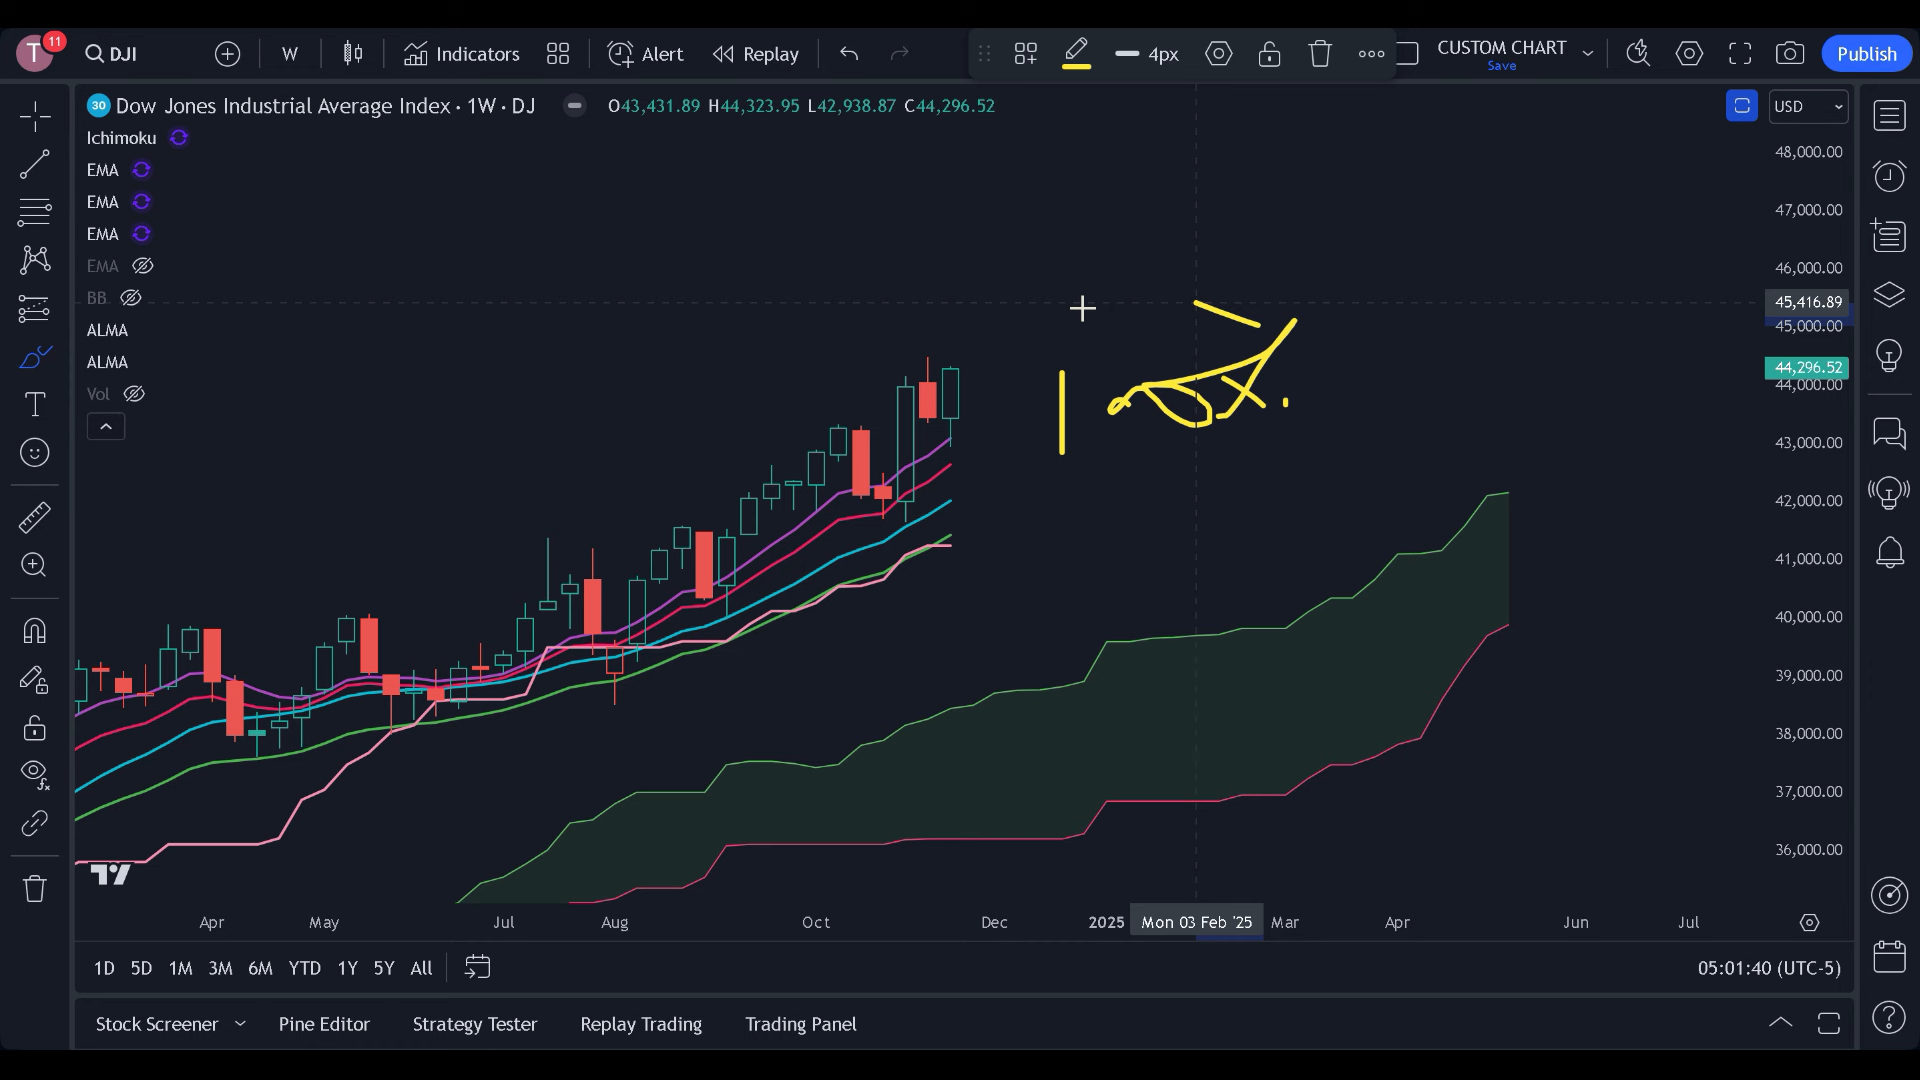 T 11 DJI W Indicators Alert Replay 4px CUSTOM CHART Save Publish
30 Dow Jones Industrial Average Index · 1W · DJ O43,431.89 H44,323.95 L42,938.87 C44,296.52 USD
Ichimoku
EMA
EMA
EMA
EMA
BB
ALMA
ALMA
Vol
48,000.00
47,000.00
46,000.00
45,416.89
45,000.00
44,296.52
44,000.00
43,000.00
42,000.00
41,000.00
40,000.00
39,000.00
38,000.00
37,000.00
36,000.00
Apr May Jul Aug Oct Dec 2025 Mon 03 Feb '25 Mar Apr Jun Jul
1D 5D 1M 3M 6M YTD 1Y 5Y All 05:01:40 (UTC-5)
Stock Screener Pine Editor Strategy Tester Replay Trading Trading Panel